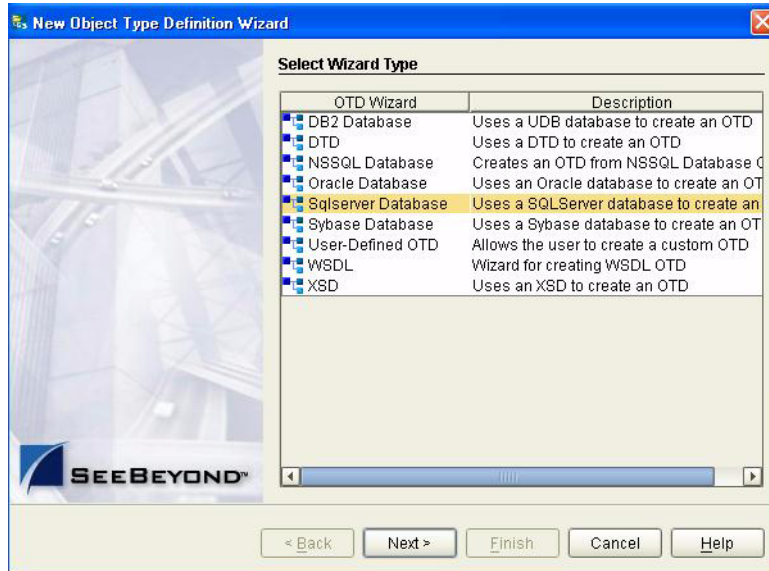 New Object Type Definition Wizard
Select Wizard Type
OTD Wizard Description
DB2 Database Uses a UDB database to create an OTD
DTD Uses a DTD to create an OTD
NSSQL Database Creates an OTD from NSSQL Database
Oracle Database Uses an Oracle database to create an OT
Sqlserver Database Uses a SQLServer database to create an
Sybase Database Uses a Sybase database to create an OT
User-Defined OTD Allows the user to create a custom OTD
WSDL Wizard for creating WSDL OTD
XSD Uses an XSD to create an OTD
SEEBEYOND™
< Back Next > Finish Cancel Help